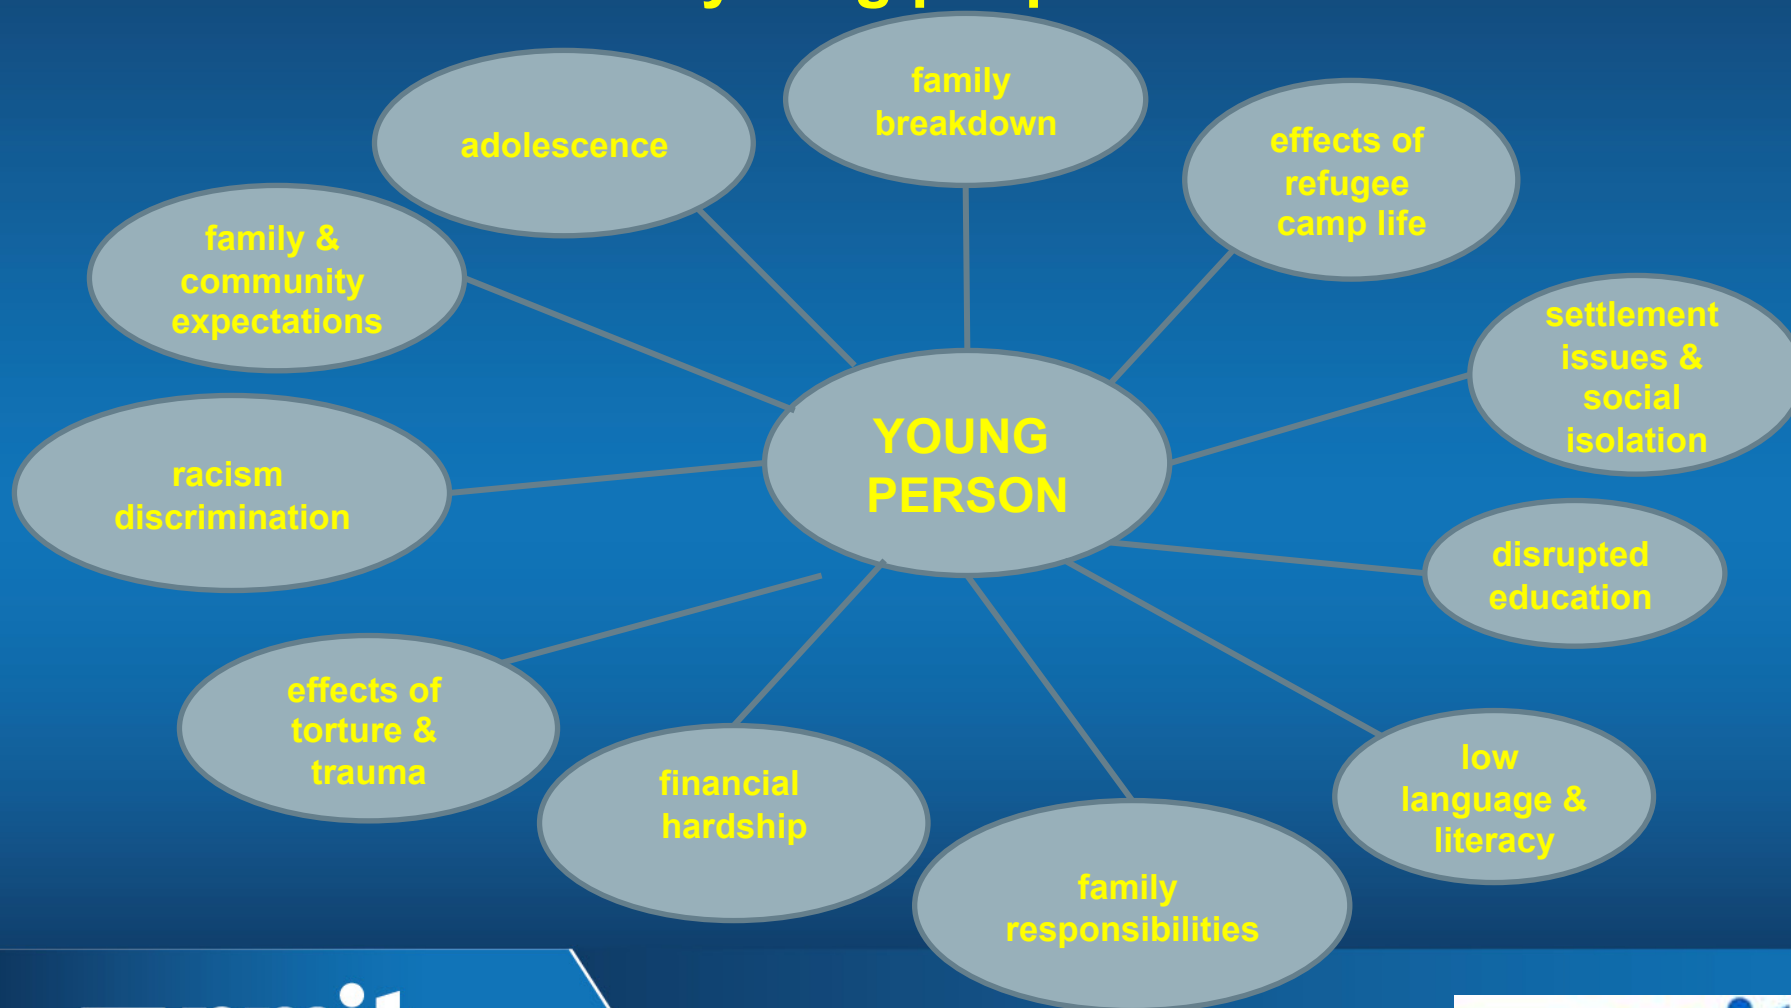 adolescence
family
breakdown
effects of
refugee
camp life
family &
community
expectations
settlement
issues &
social
isolation
YOUNG
PERSON
racism
discrimination
disrupted
education
effects of
torture &
trauma
financial
hardship
low
language &
literacy
family
responsibilities